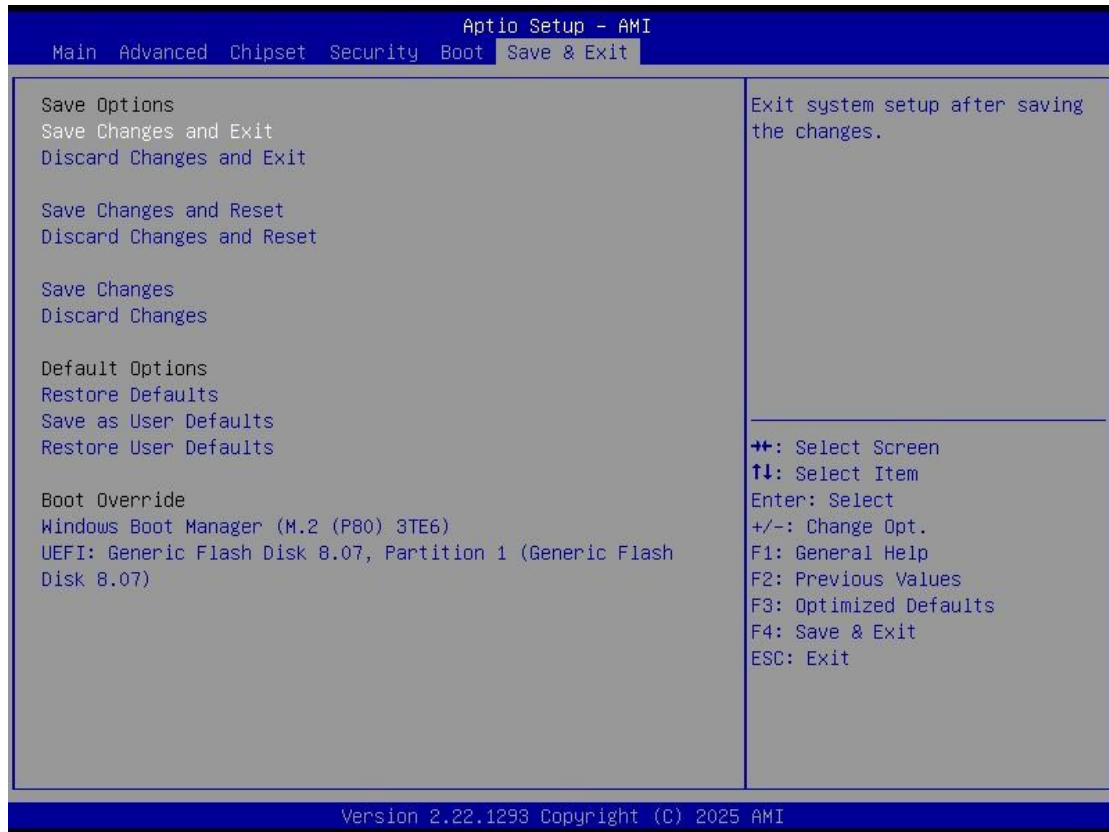 Aptio Setup – AMI
Main Advanced Chipset Security Boot Save & Exit
Save Options
Save Changes and Exit
Discard Changes and Exit
Save Changes and Reset
Discard Changes and Reset
Save Changes
Discard Changes
Default Options
Restore Defaults
Save as User Defaults
Restore User Defaults
Boot Override
Windows Boot Manager (M.2 (P80) 3TE6)
UEFI: Generic Flash Disk 8.07, Partition 1 (Generic Flash
Disk 8.07)
Exit system setup after saving
the changes.
→←: Select Screen
↑↓: Select Item
Enter: Select
+/-: Change Opt.
F1: General Help
F2: Previous Values
F3: Optimized Defaults
F4: Save & Exit
ESC: Exit
Version 2.22.1293 Copyright (C) 2025 AMI